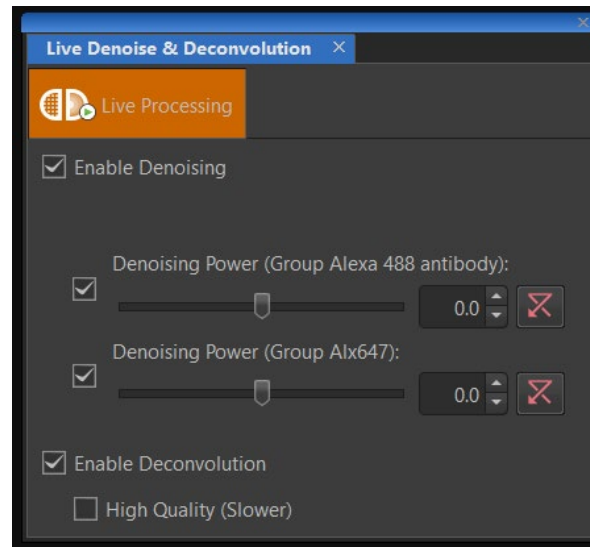 Live Denoise & Deconvolution
Live Processing
Enable Denoising
Denoising Power (Group Alexa 488 antibody):
0.0
Denoising Power (Group Alx647):
0.0
Enable Deconvolution
High Quality (Slower)